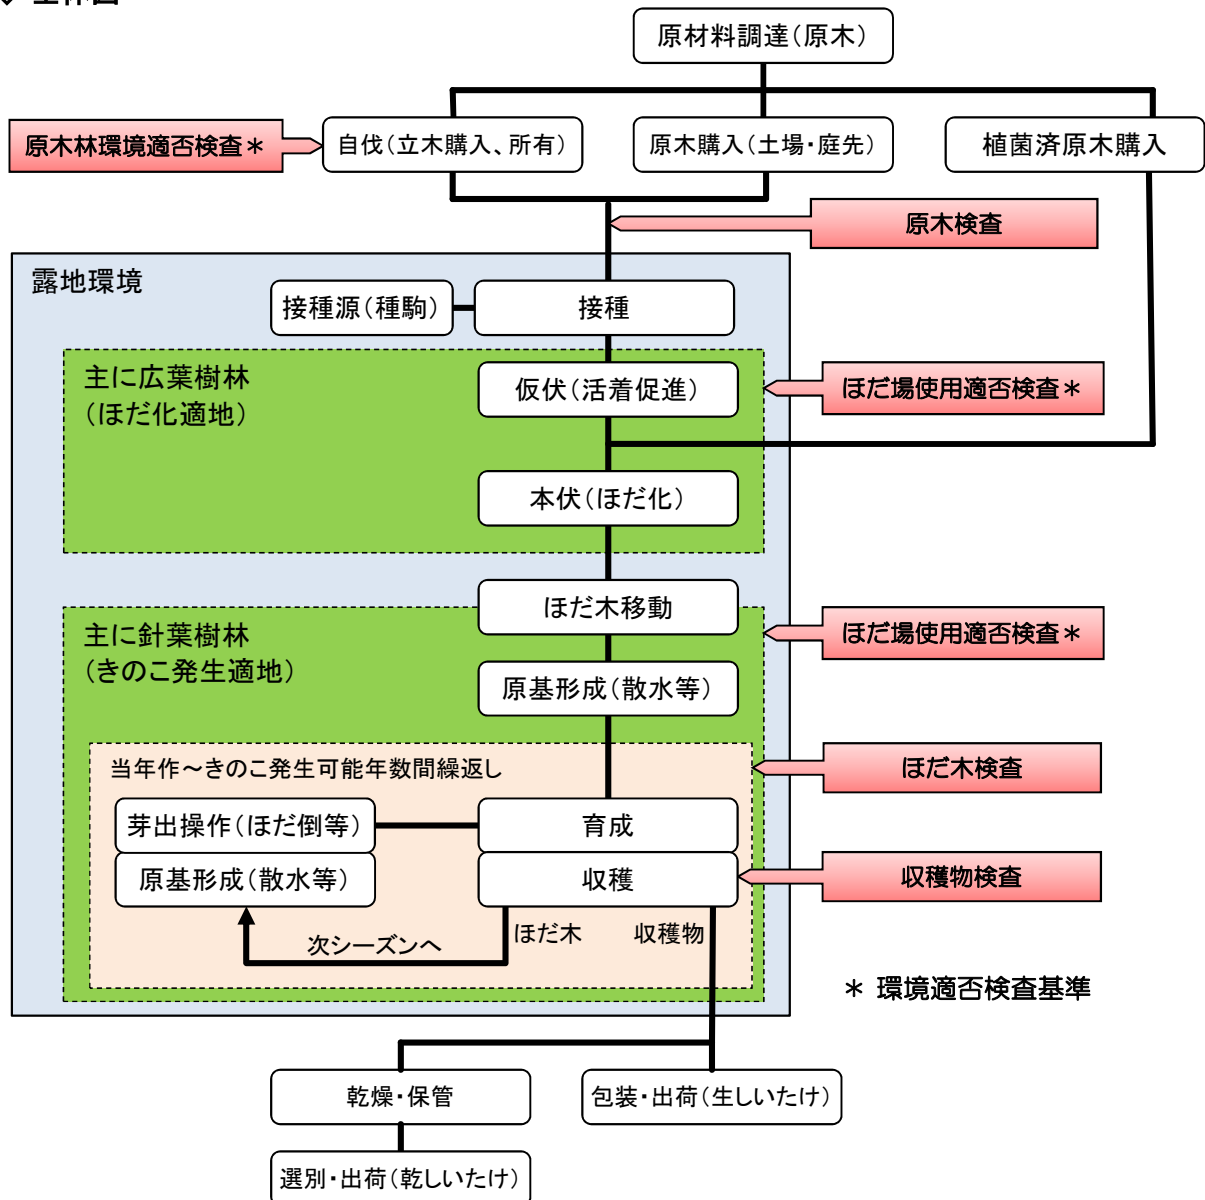 原材料調達(原木)
原木林環境適否検査＊
自伐(立木購入、所有)
原木購入(土場・庭先)
植菌済原木購入
原木検査
露地環境
接種源(種駒)
接種
主に広葉樹林
(ほだ化適地)
仮伏(活着促進)
ほだ場使用適否検査＊
本伏(ほだ化)
ほだ木移動
主に針葉樹林
(きのこ発生適地)
ほだ場使用適否検査＊
原基形成(散水等)
当年作～きのこ発生可能年数間繰返し
ほだ木検査
芽出操作(ほだ倒等)
育成
原基形成(散水等)
収穫
収穫物検査
ほだ木
収穫物
次シーズンへ
＊ 環境適否検査基準
乾燥・保管
包装・出荷(生しいたけ)
選別・出荷(乾しいたけ)